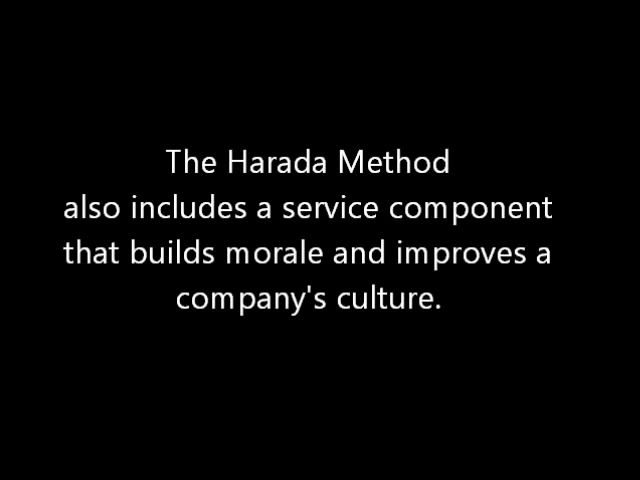 The Harada Method
also includes a service component
that builds morale and improves a
company's culture.